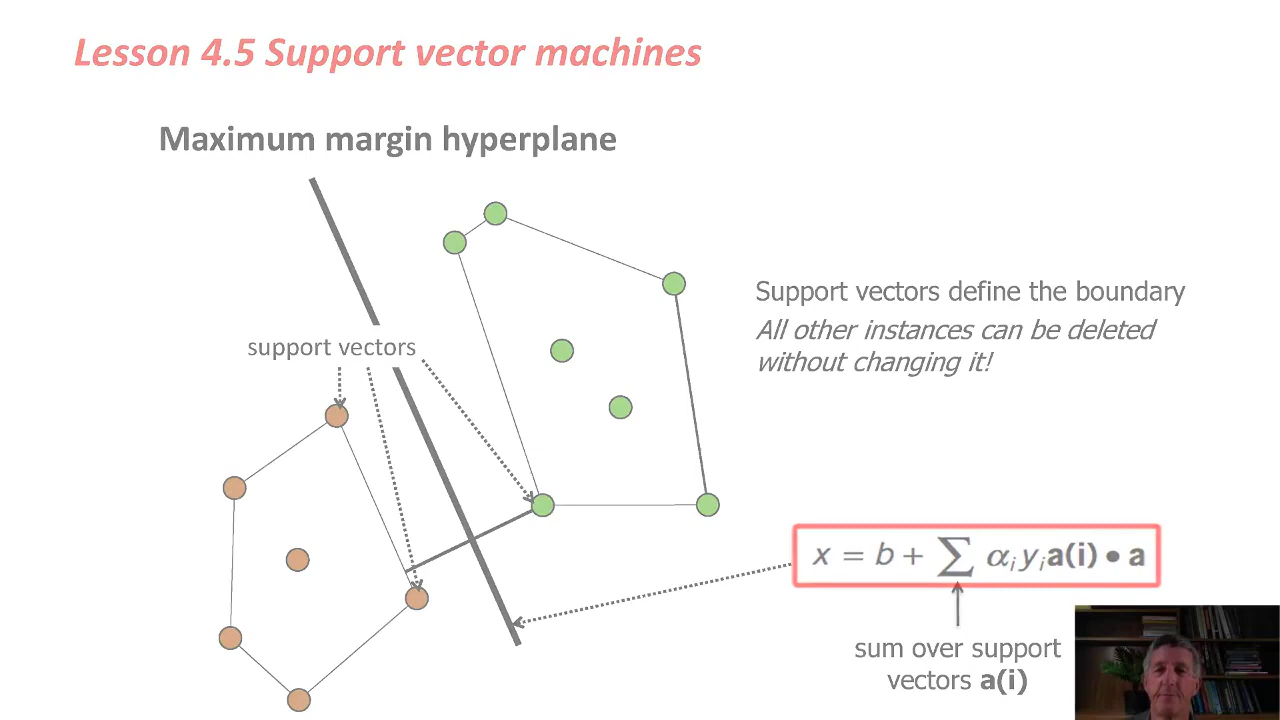 Lesson 4.5 Support vector machines
Maximum margin hyperplane
Support vectors define the boundary
All other instances can be deleted
without changing it!
support vectors
x = b + ∑ αᵢyᵢa(i) • a
sum over support
vectors a(i)